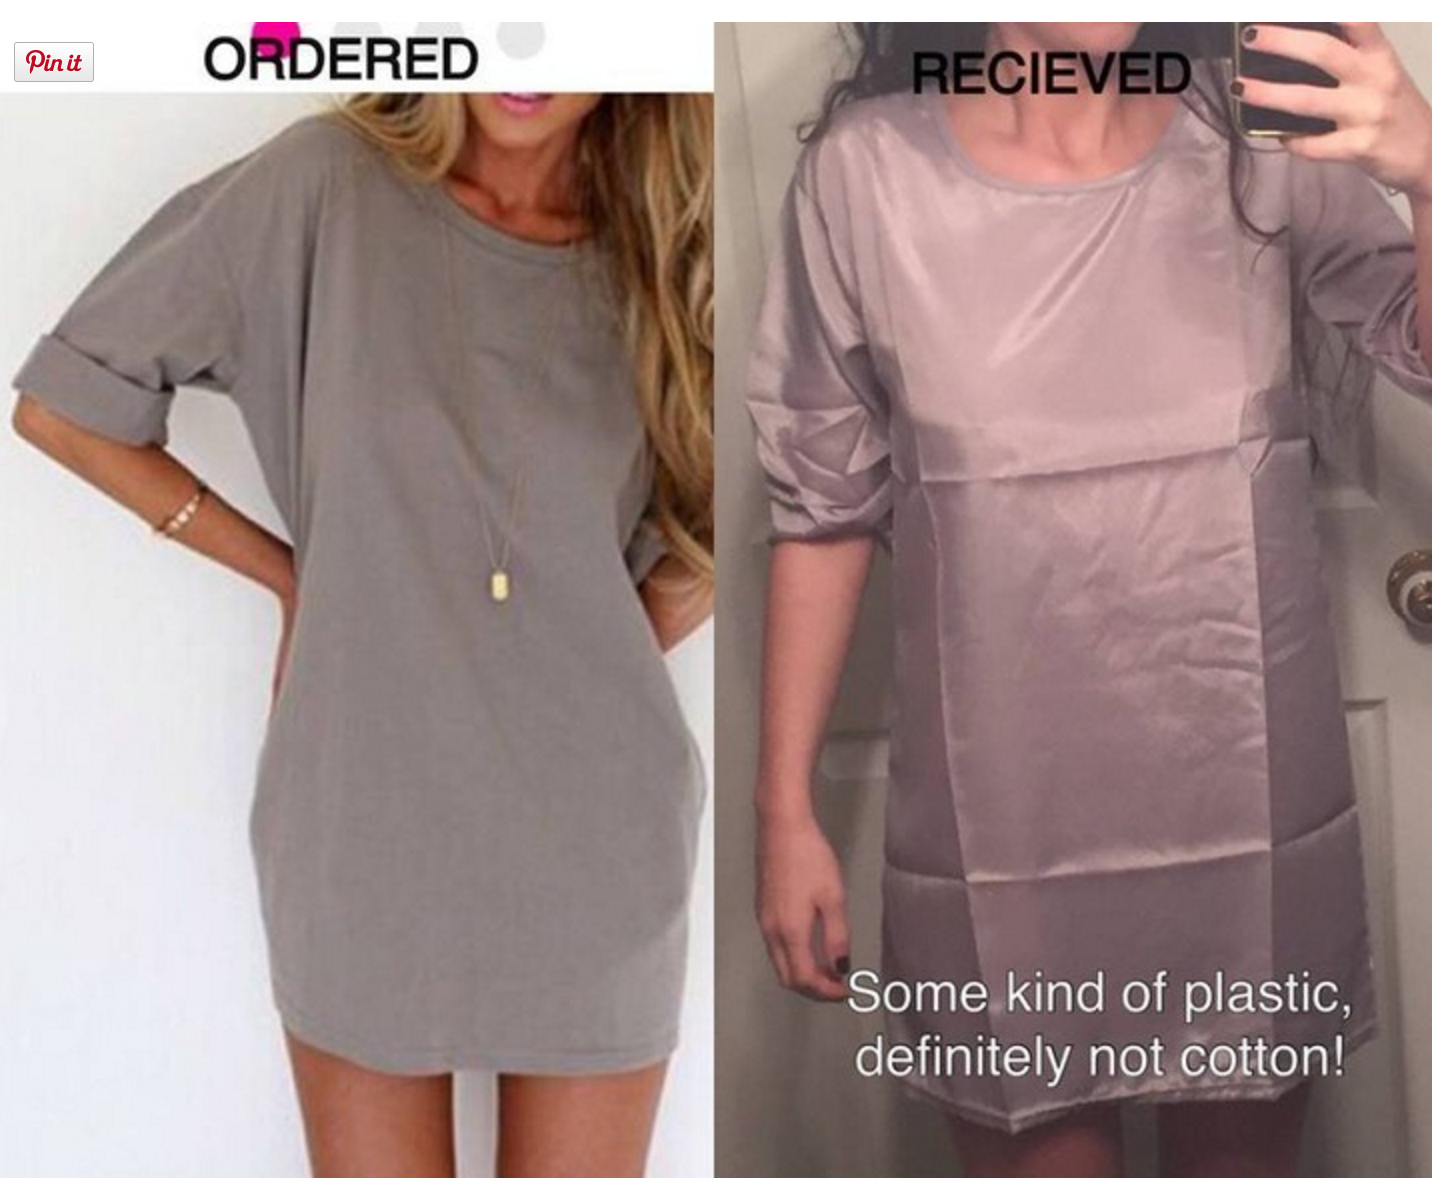 Pin it
ORDERED
RECIEVED
Some kind of plastic,
definitely not cotton!